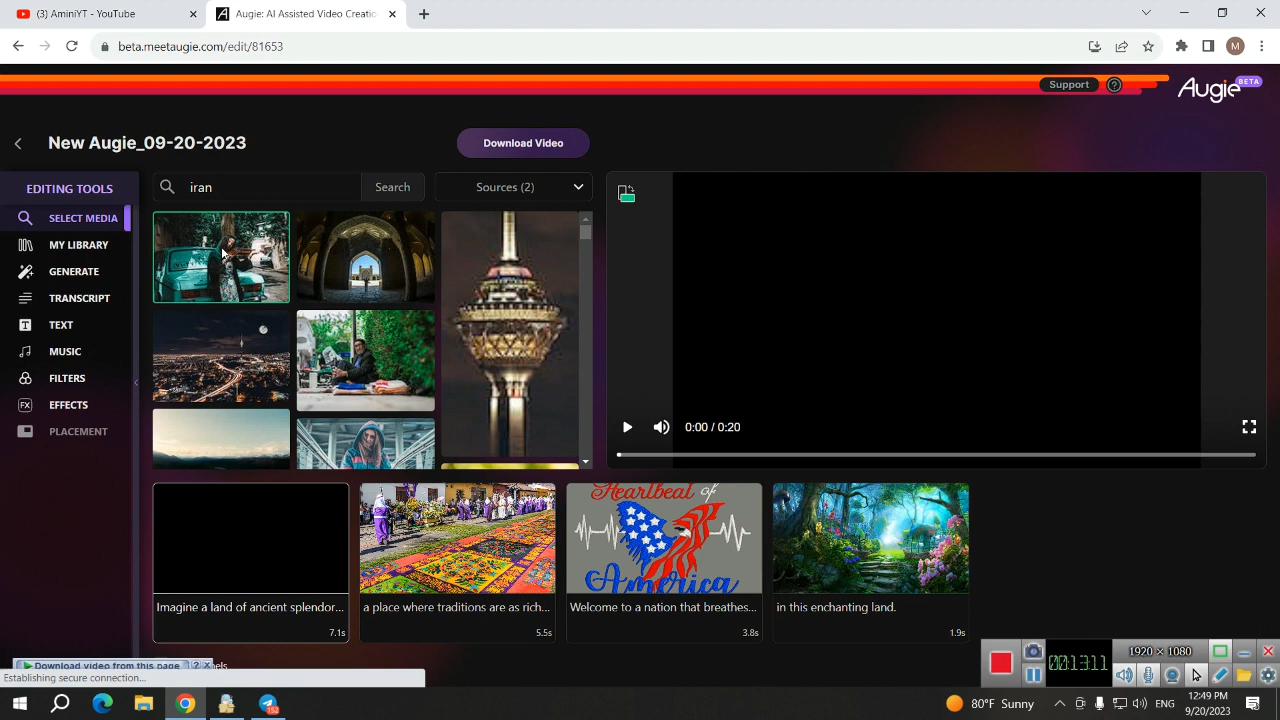 (3) AminiYT - YouTube
Augie: AI Assisted Video Creatio
beta.meetaugie.com/edit/81653
M
Support
?
Augie
BETA
New Augie_09-20-2023
Download Video
EDITING TOOLS
SELECT MEDIA
MY LIBRARY
GENERATE
TRANSCRIPT
T TEXT
MUSIC
FILTERS
FX EFFECTS
PLACEMENT
iran
Search
Sources (2)
0:00 / 0:20
Heartbeat of
America
Imagine a land of ancient splendor...
7.1s
a place where traditions are as rich...
5.5s
Welcome to a nation that breathes...
3.8s
in this enchanting land.
1.9s
Download video from this page
? X
els
Establishing secure connection...
1920 × 1080
00:13:11
152
80°F Sunny
ENG
12:49 PM
9/20/2023